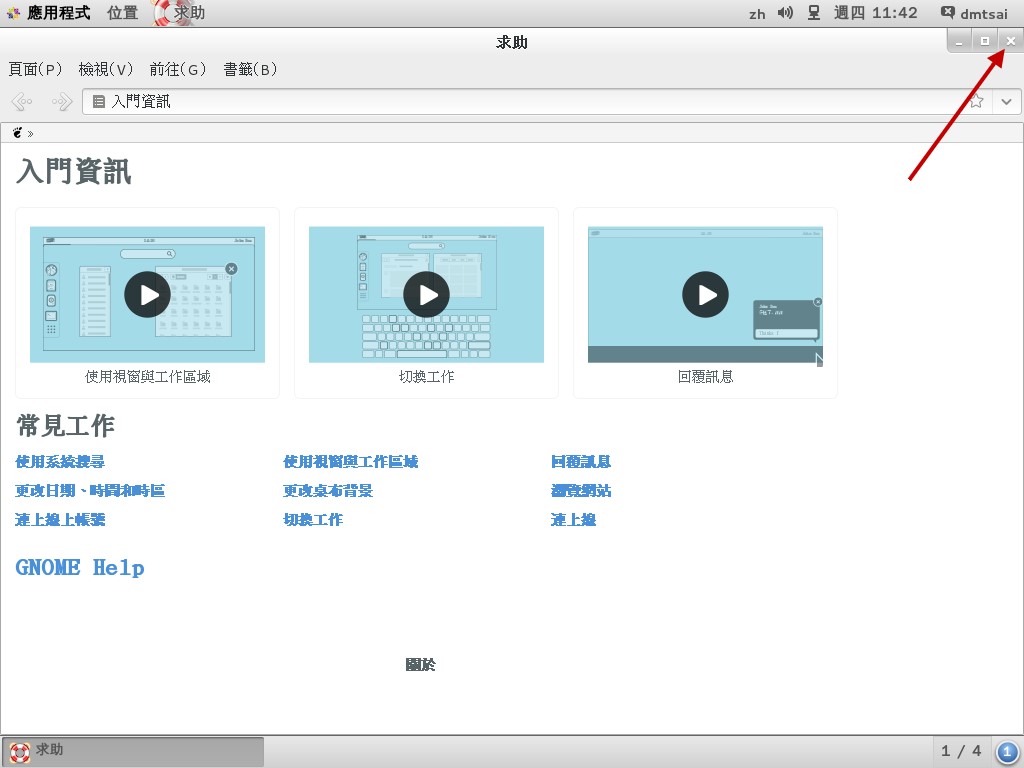 應用程式 位置 求助 zh 週四 11:42 dmtsai
求助
頁面(P) 檢視(V) 前往(G) 書籤(B)
入門資訊
»
入門資訊
使用視窗與工作區域 切換工作 回覆訊息
常見工作
使用系統搜尋 使用視窗與工作區域 回覆訊息
更改日期、時間和時區 更改桌布背景 瀏覽網站
連上線上帳號 切換工作 連上線
GNOME Help
關於
求助 1 / 4 1